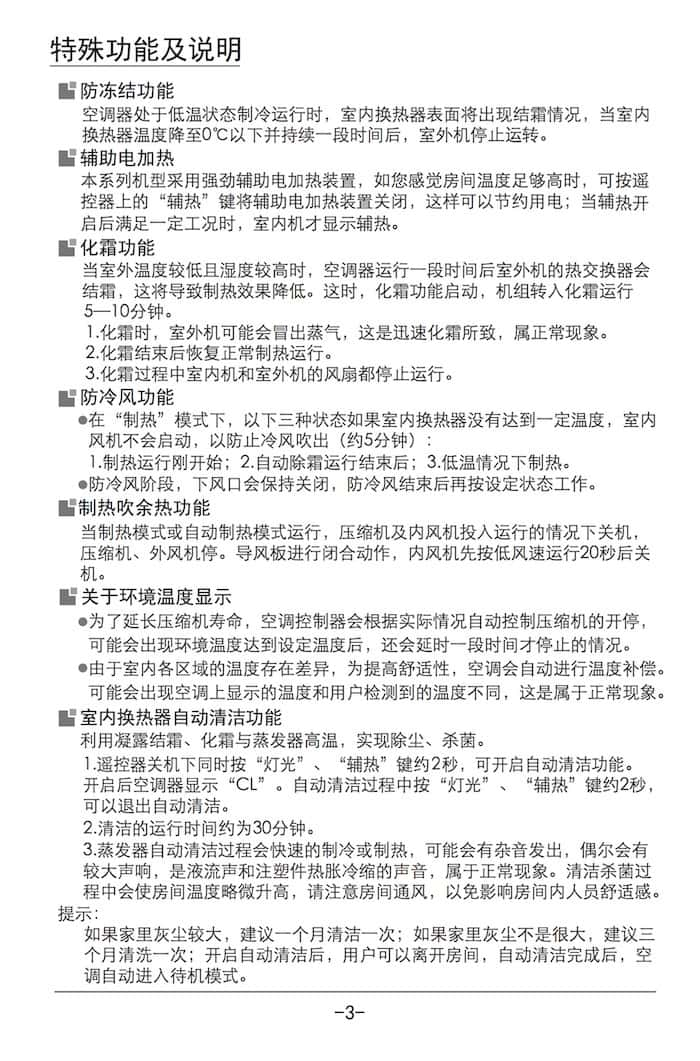 特殊功能及说明
防冻结功能
空调器处于低温状态制冷运行时，室内换热器表面将出现结霜情况，当室内
换热器温度降至0℃以下并持续一段时间后，室外机停止运转。
辅助电加热
本系列机型采用强劲辅助电加热装置，如您感觉房间温度足够高时，可按遥
控器上的“辅热”键将辅助电加热装置关闭，这样可以节约用电；当辅热开
启后满足一定工况时，室内机才显示辅热。
化霜功能
当室外温度较低且湿度较高时，空调器运行一段时间后室外机的热交换器会
结霜，这将导致制热效果降低。这时，化霜功能启动，机组转入化霜运行
5—10分钟。
1.化霜时，室外机可能会冒出蒸气，这是迅速化霜所致，属正常现象。
2.化霜结束后恢复正常制热运行。
3.化霜过程中室内机和室外机的风扇都停止运行。
防冷风功能
●在“制热”模式下，以下三种状态如果室内换热器没有达到一定温度，室内
风机不会启动，以防止冷风吹出（约5分钟）：
1.制热运行刚开始；2.自动除霜运行结束后；3.低温情况下制热。
●防冷风阶段，下风口会保持关闭，防冷风结束后再按设定状态工作。
制热吹余热功能
当制热模式或自动制热模式运行，压缩机及内风机投入运行的情况下关机，
压缩机、外风机停。导风板进行闭合动作，内风机先按低风速运行20秒后关
机。
关于环境温度显示
●为了延长压缩机寿命，空调控制器会根据实际情况自动控制压缩机的开停，
可能会出现环境温度达到设定温度后，还会延时一段时间才停止的情况。
●由于室内各区域的温度存在差异，为提高舒适性，空调会自动进行温度补偿。
可能会出现空调上显示的温度和用户检测到的温度不同，这是属于正常现象。
室内换热器自动清洁功能
利用凝露结霜、化霜与蒸发器高温，实现除尘、杀菌。
1.遥控器关机下同时按“灯光”、“辅热”键约2秒，可开启自动清洁功能。
开启后空调器显示“CL”。自动清洁过程中按“灯光”、“辅热”键约2秒，
可以退出自动清洁。
2.清洁的运行时间约为30分钟。
3.蒸发器自动清洁过程会快速的制冷或制热，可能会有杂音发出，偶尔会有
较大声响，是液流声和注塑件热胀冷缩的声音，属于正常现象。清洁杀菌过
程中会使房间温度略微升高，请注意房间通风，以免影响房间内人员舒适感。
提示：
如果家里灰尘较大，建议一个月清洁一次；如果家里灰尘不是很大，建议三
个月清洗一次；开启自动清洁后，用户可以离开房间，自动清洁完成后，空
调自动进入待机模式。
-3-